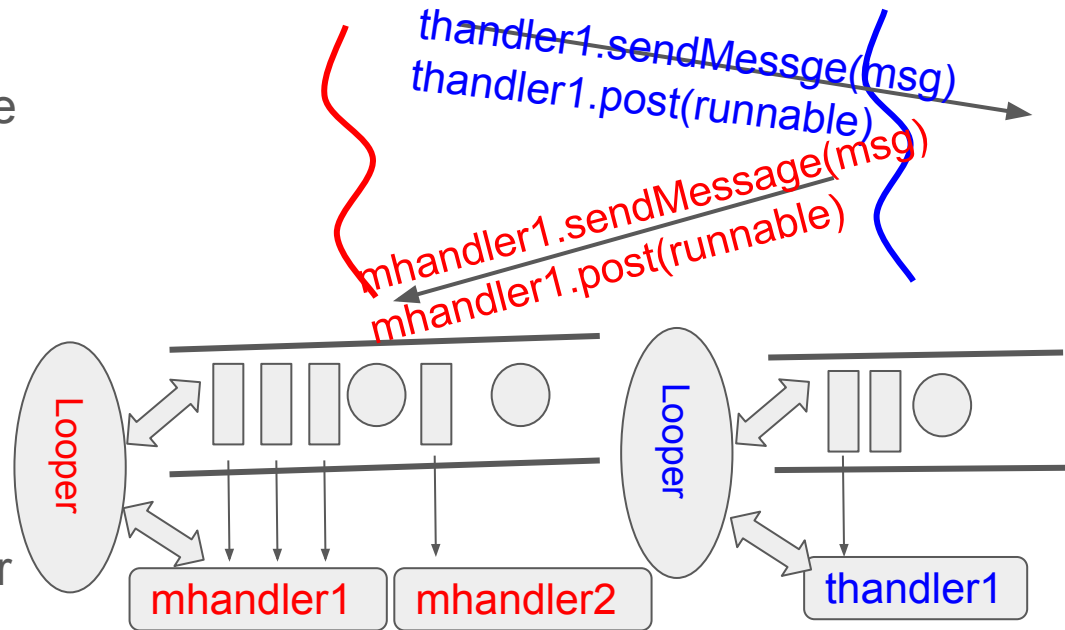 thandler1.sendMessge(msg)
thandler1.post(runnable)
e
mhandler1.sendMessage(msg)
mhandler1.post(runnable)
Looper
Looper
r
mhandler1
mhandler2
thandler1